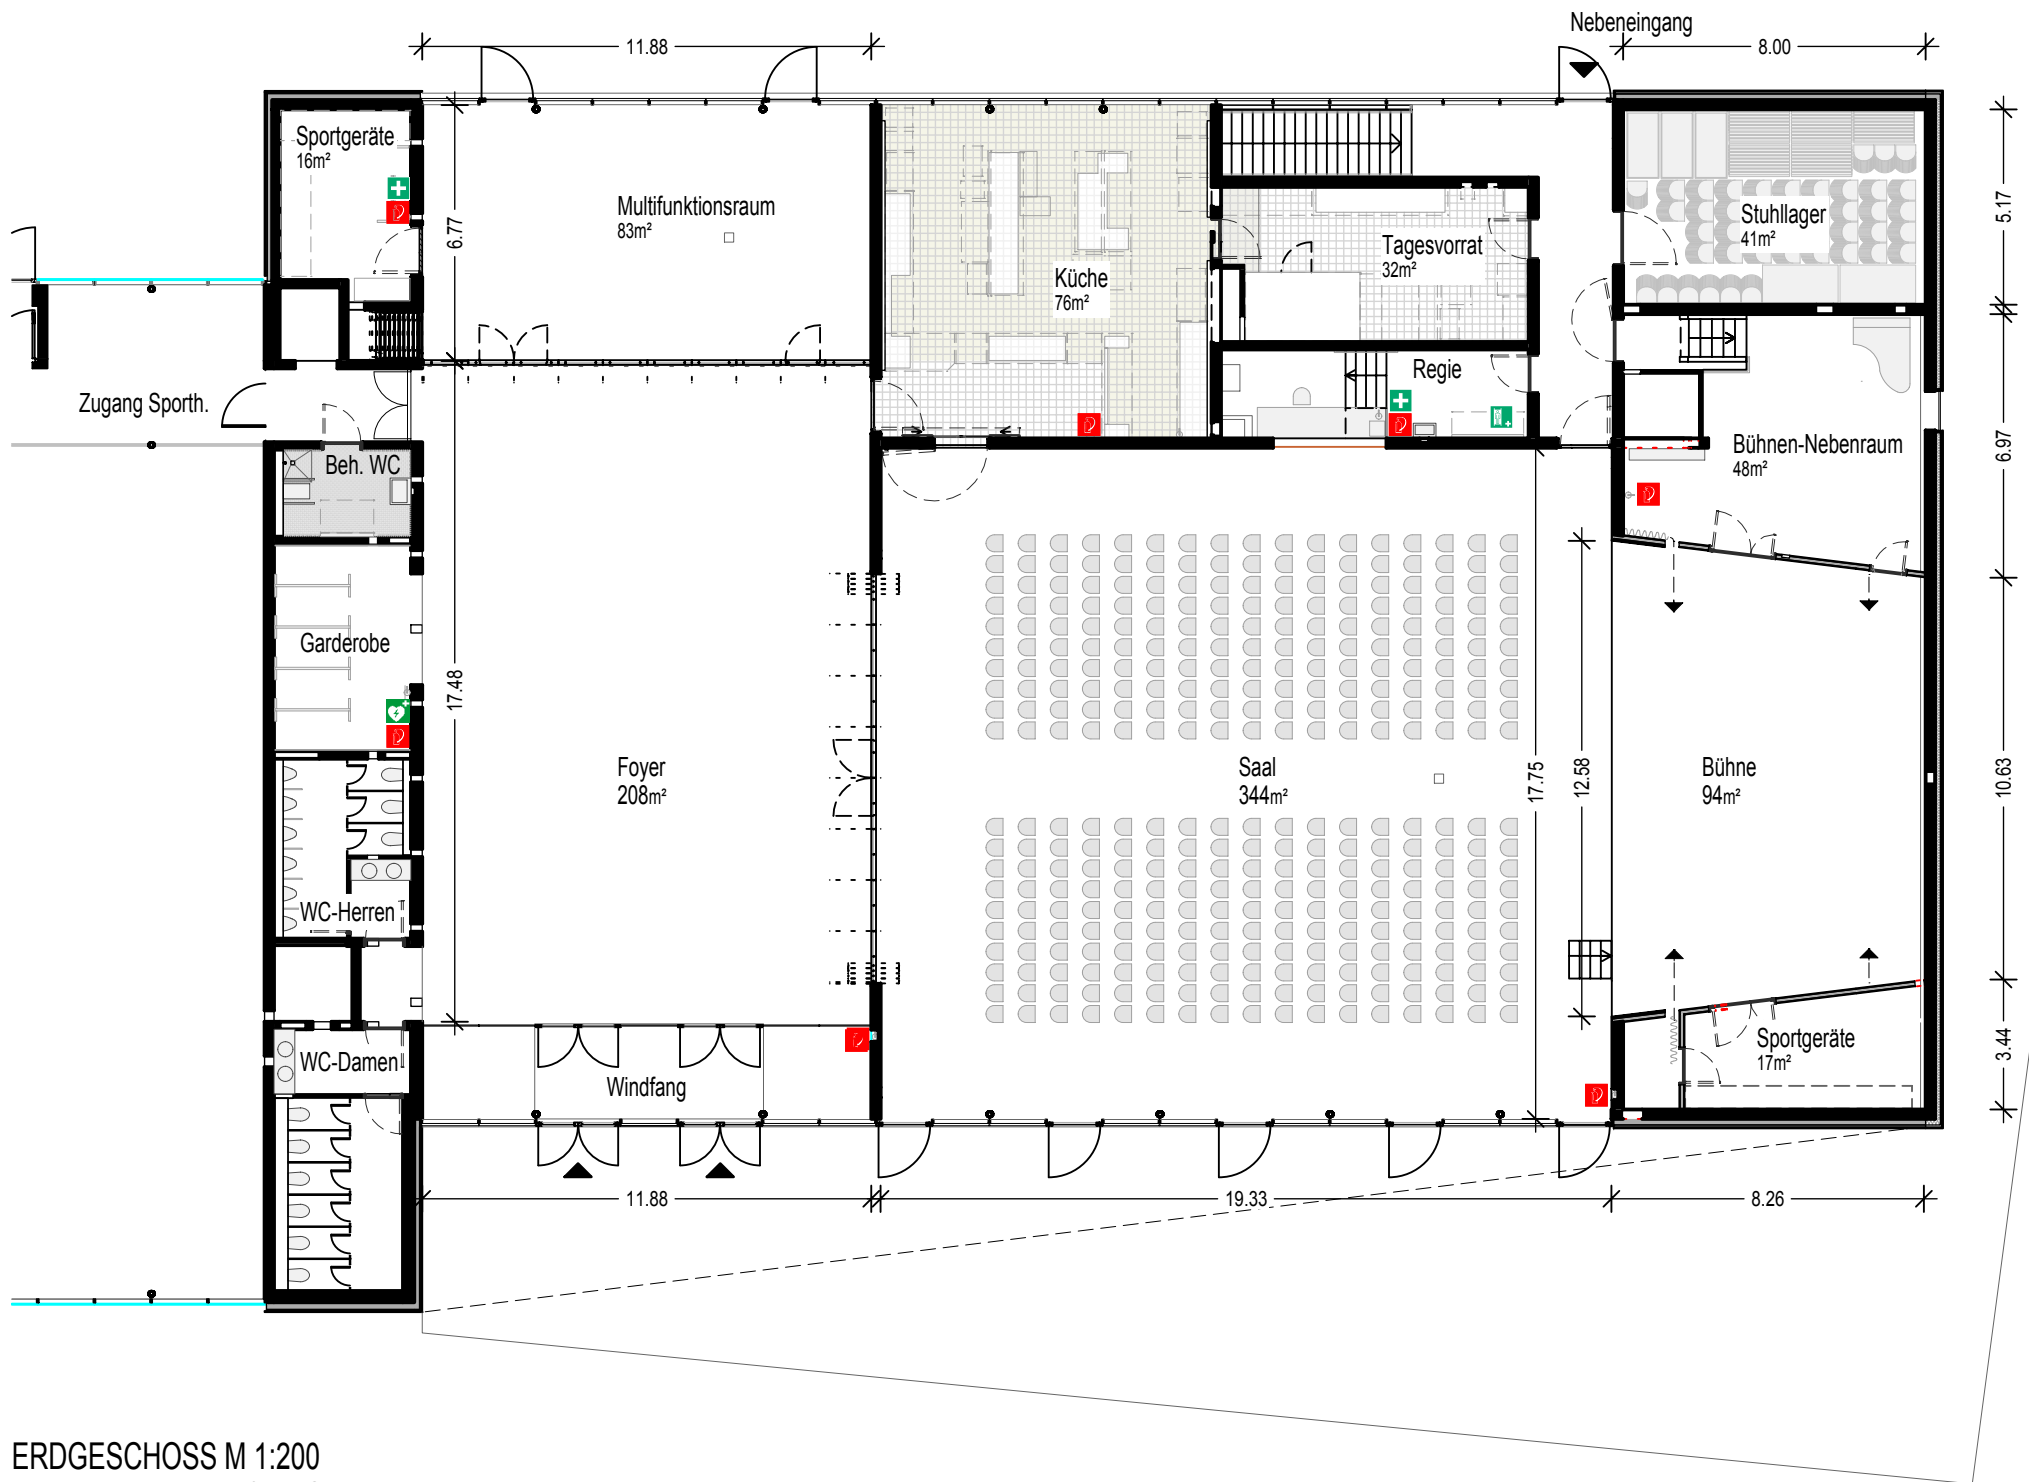 Nebeneingang
11.88
8.00
Sportgeräte
16m²
6.77
Multifunktionsraum
83m²
Küche
76m²
Tagesvorrat
32m²
Stuhllager
41m²
5.17
Zugang Sporth.
Regie
Beh. WC
Bühnen-Nebenraum
48m²
6.97
Garderobe
17.48
Foyer
208m²
Saal
344m²
17.75
12.58
Bühne
94m²
10.63
WC-Herren
WC-Damen
Windfang
Sportgeräte
17m²
3.44
11.88
19.33
8.26
ERDGESCHOSS M 1:200